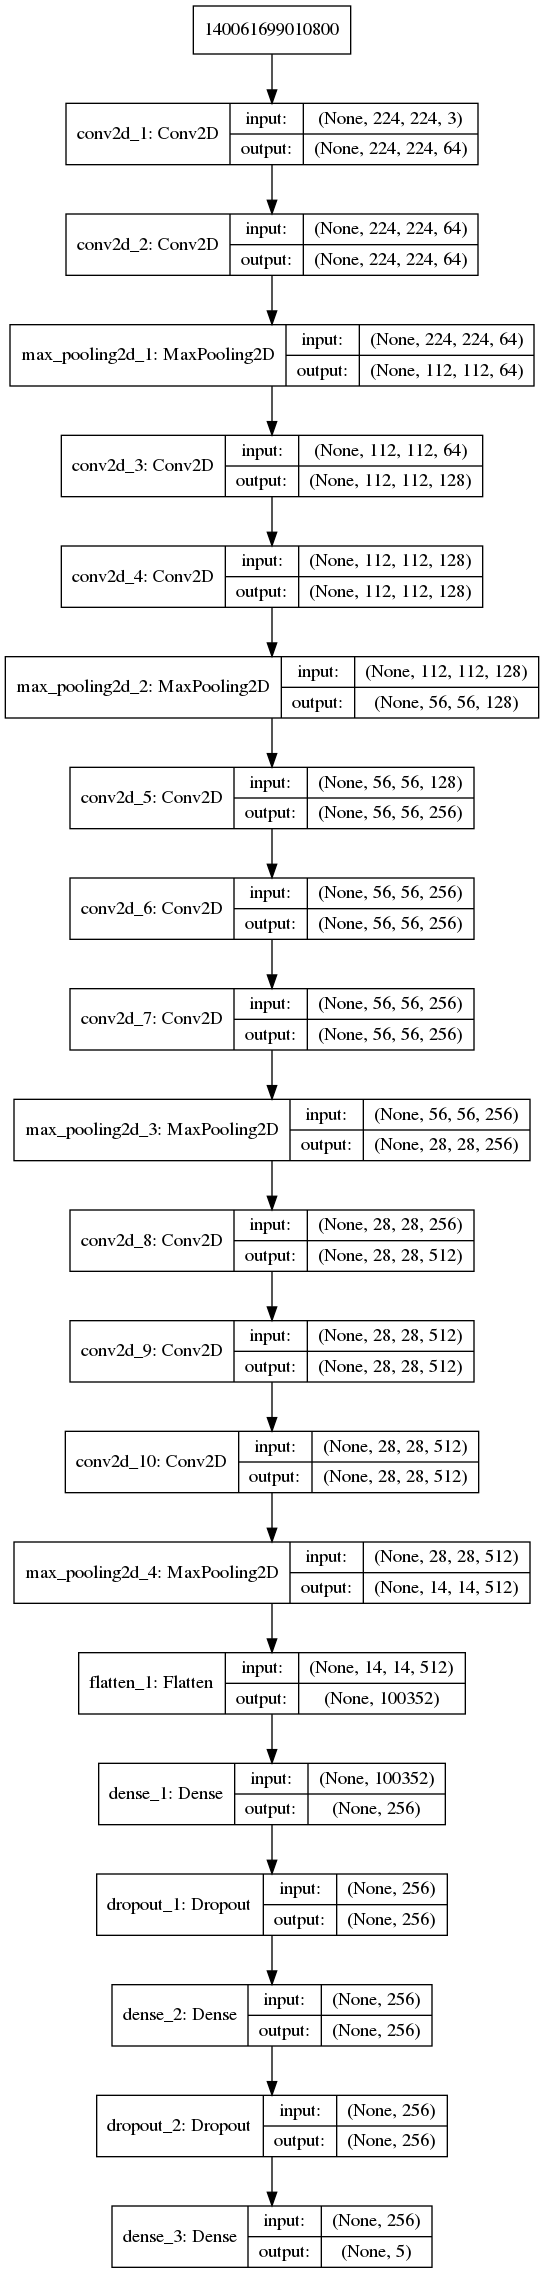 140061699010800
conv2d_1: Conv2D
input: (None, 224, 224, 3)
output: (None, 224, 224, 64)
conv2d_2: Conv2D
input: (None, 224, 224, 64)
output: (None, 224, 224, 64)
max_pooling2d_1: MaxPooling2D
input: (None, 224, 224, 64)
output: (None, 112, 112, 64)
conv2d_3: Conv2D
input: (None, 112, 112, 64)
output: (None, 112, 112, 128)
conv2d_4: Conv2D
input: (None, 112, 112, 128)
output: (None, 112, 112, 128)
max_pooling2d_2: MaxPooling2D
input: (None, 112, 112, 128)
output: (None, 56, 56, 128)
conv2d_5: Conv2D
input: (None, 56, 56, 128)
output: (None, 56, 56, 256)
conv2d_6: Conv2D
input: (None, 56, 56, 256)
output: (None, 56, 56, 256)
conv2d_7: Conv2D
input: (None, 56, 56, 256)
output: (None, 56, 56, 256)
max_pooling2d_3: MaxPooling2D
input: (None, 56, 56, 256)
output: (None, 28, 28, 256)
conv2d_8: Conv2D
input: (None, 28, 28, 256)
output: (None, 28, 28, 512)
conv2d_9: Conv2D
input: (None, 28, 28, 512)
output: (None, 28, 28, 512)
conv2d_10: Conv2D
input: (None, 28, 28, 512)
output: (None, 28, 28, 512)
max_pooling2d_4: MaxPooling2D
input: (None, 28, 28, 512)
output: (None, 14, 14, 512)
flatten_1: Flatten
input: (None, 14, 14, 512)
output: (None, 100352)
dense_1: Dense
input: (None, 100352)
output: (None, 256)
dropout_1: Dropout
input: (None, 256)
output: (None, 256)
dense_2: Dense
input: (None, 256)
output: (None, 256)
dropout_2: Dropout
input: (None, 256)
output: (None, 256)
dense_3: Dense
input: (None, 256)
output: (None, 5)